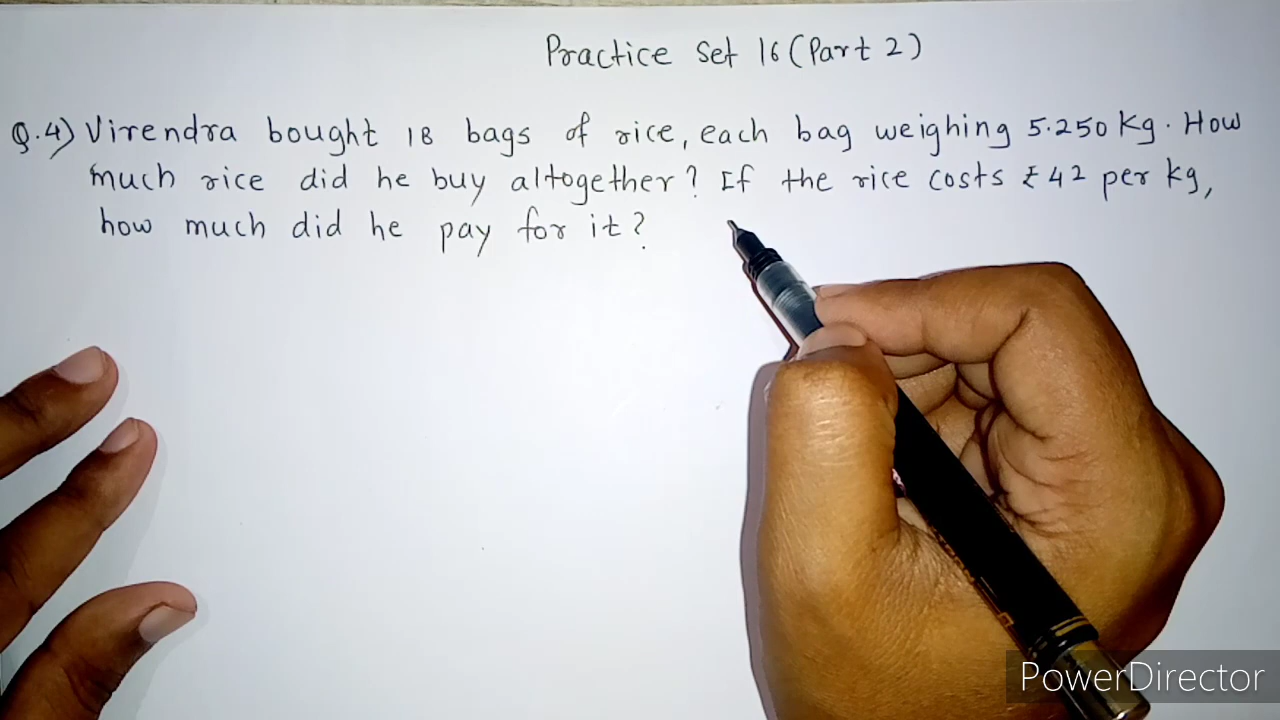 Practice Set 16 (Part 2)
Q.4) Virendra bought 18 bags of rice, each bag weighing 5.250 Kg. How
much rice did he buy altogether? If the rice costs ₹ 42 per kg,
how much did he pay for it?
PowerDirector